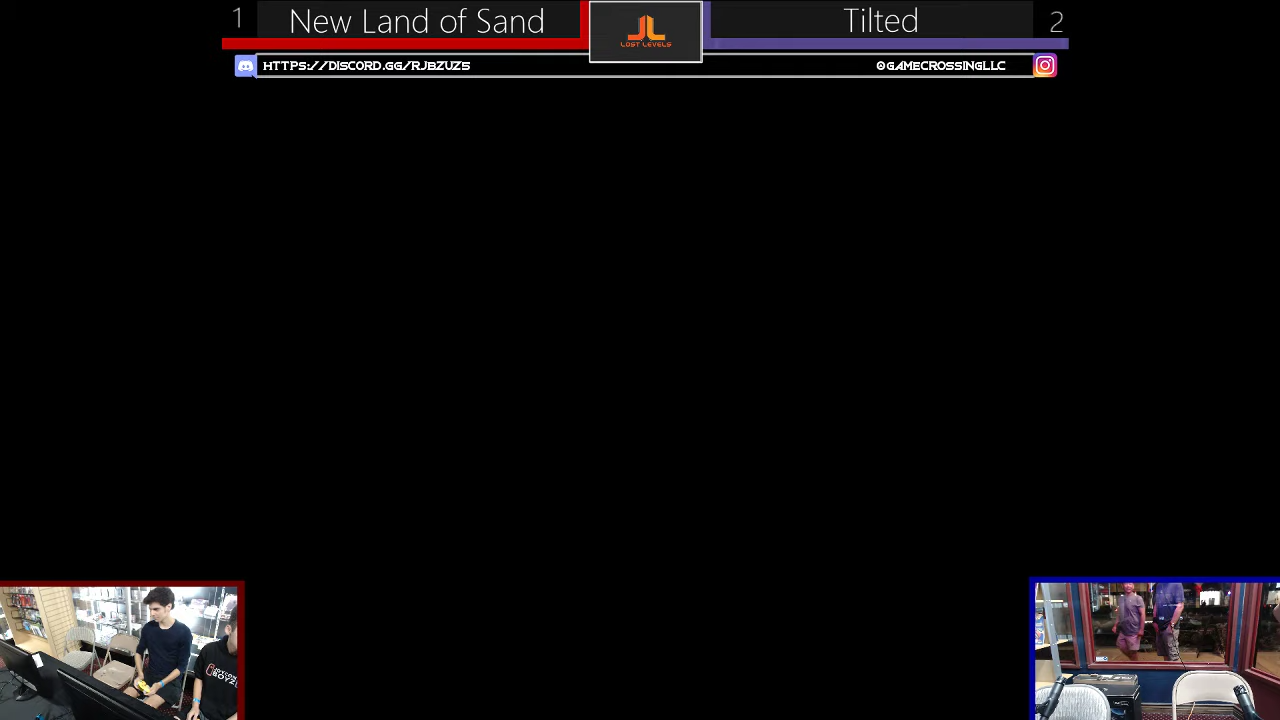 1
New Land of Sand
LOST LEVELS
Tilted
2
HTTPS://DISCORD.GG/RJBZUZ5
@GAMECROSSINGLLC